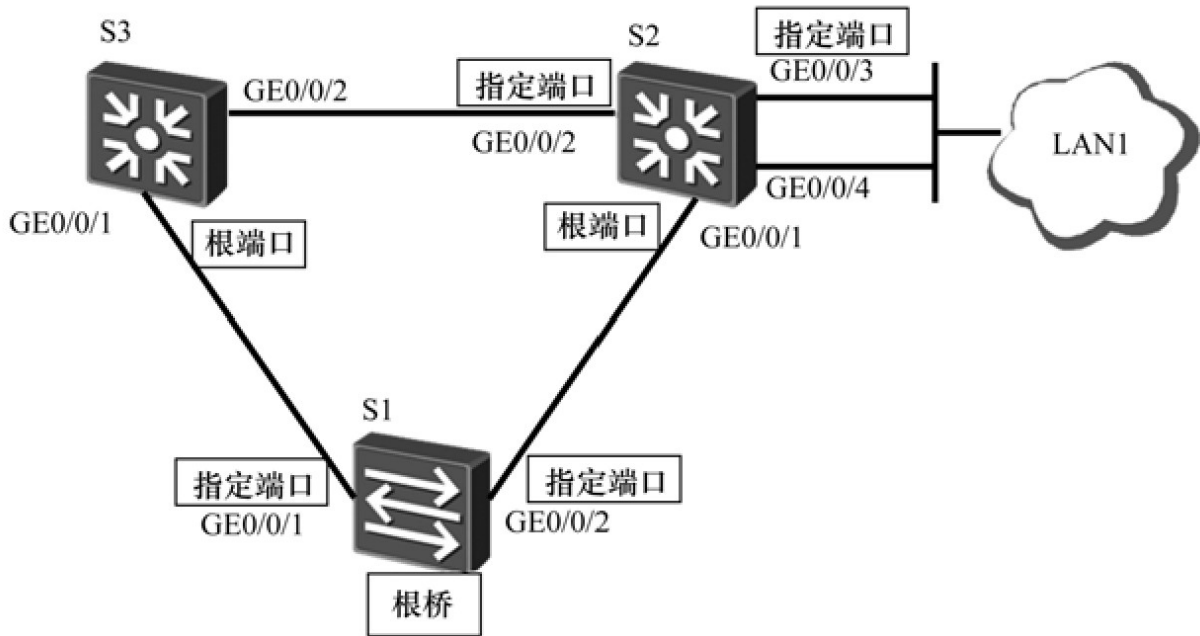 S3
S2
指定端口
GE0/0/3
GE0/0/2
指定端口
GE0/0/2
LAN1
GE0/0/4
GE0/0/1
根端口
根端口
GE0/0/1
S1
指定端口
GE0/0/1
指定端口
GE0/0/2
根桥